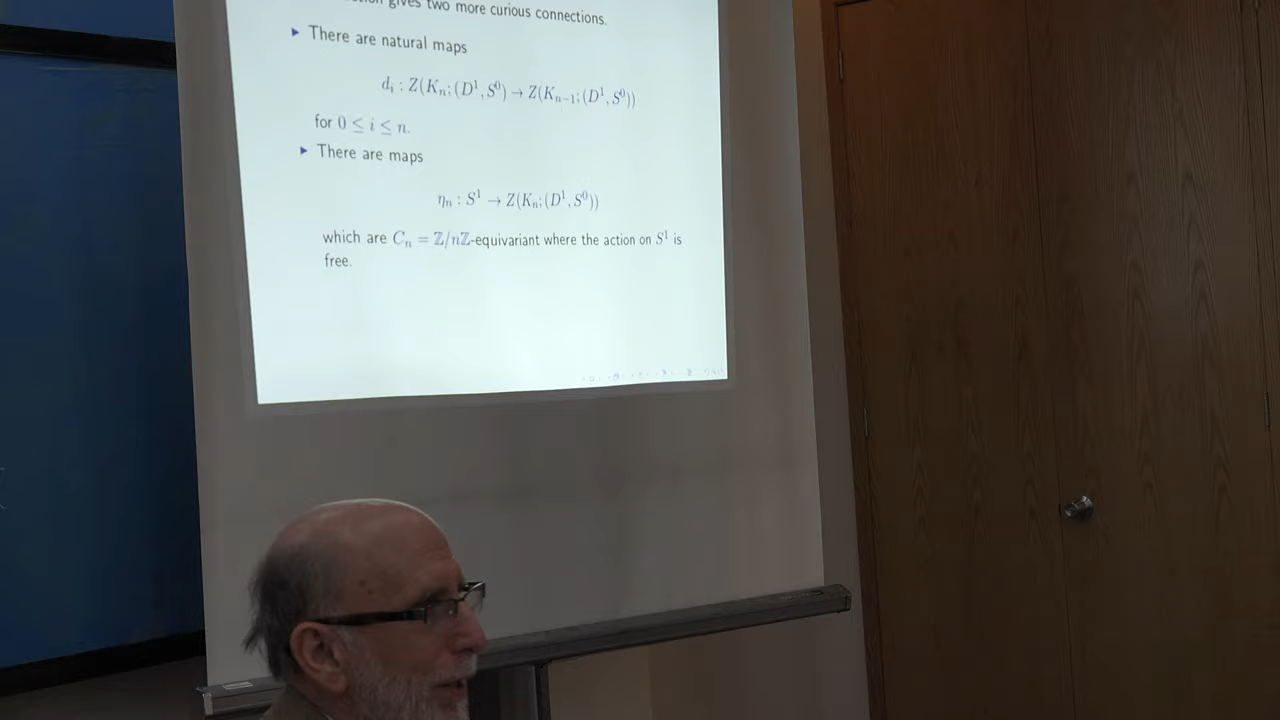 gives two more curious connections.
▶ There are natural maps
d_i : Z(K_n; (D^1, S^0) → Z(K_{n−1}; (D^1, S^0))
for 0 ≤ i ≤ n.
▶ There are maps
η_n : S^1 → Z(K_n; (D^1, S^0))
which are C_n = ℤ/nℤ-equivariant where the action on S^1 is
free.